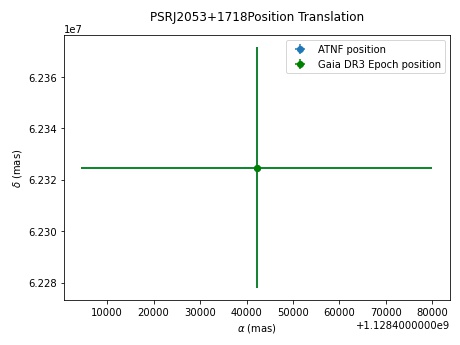 PSRJ2053+1718Position Translation
1e7
ATNF position
Gaia DR3 Epoch position
6.236
6.234
6.232
6.230
6.228
δ (mas)
10000 20000 30000 40000 50000 60000 70000 80000
α (mas)
+1.1284000000e9